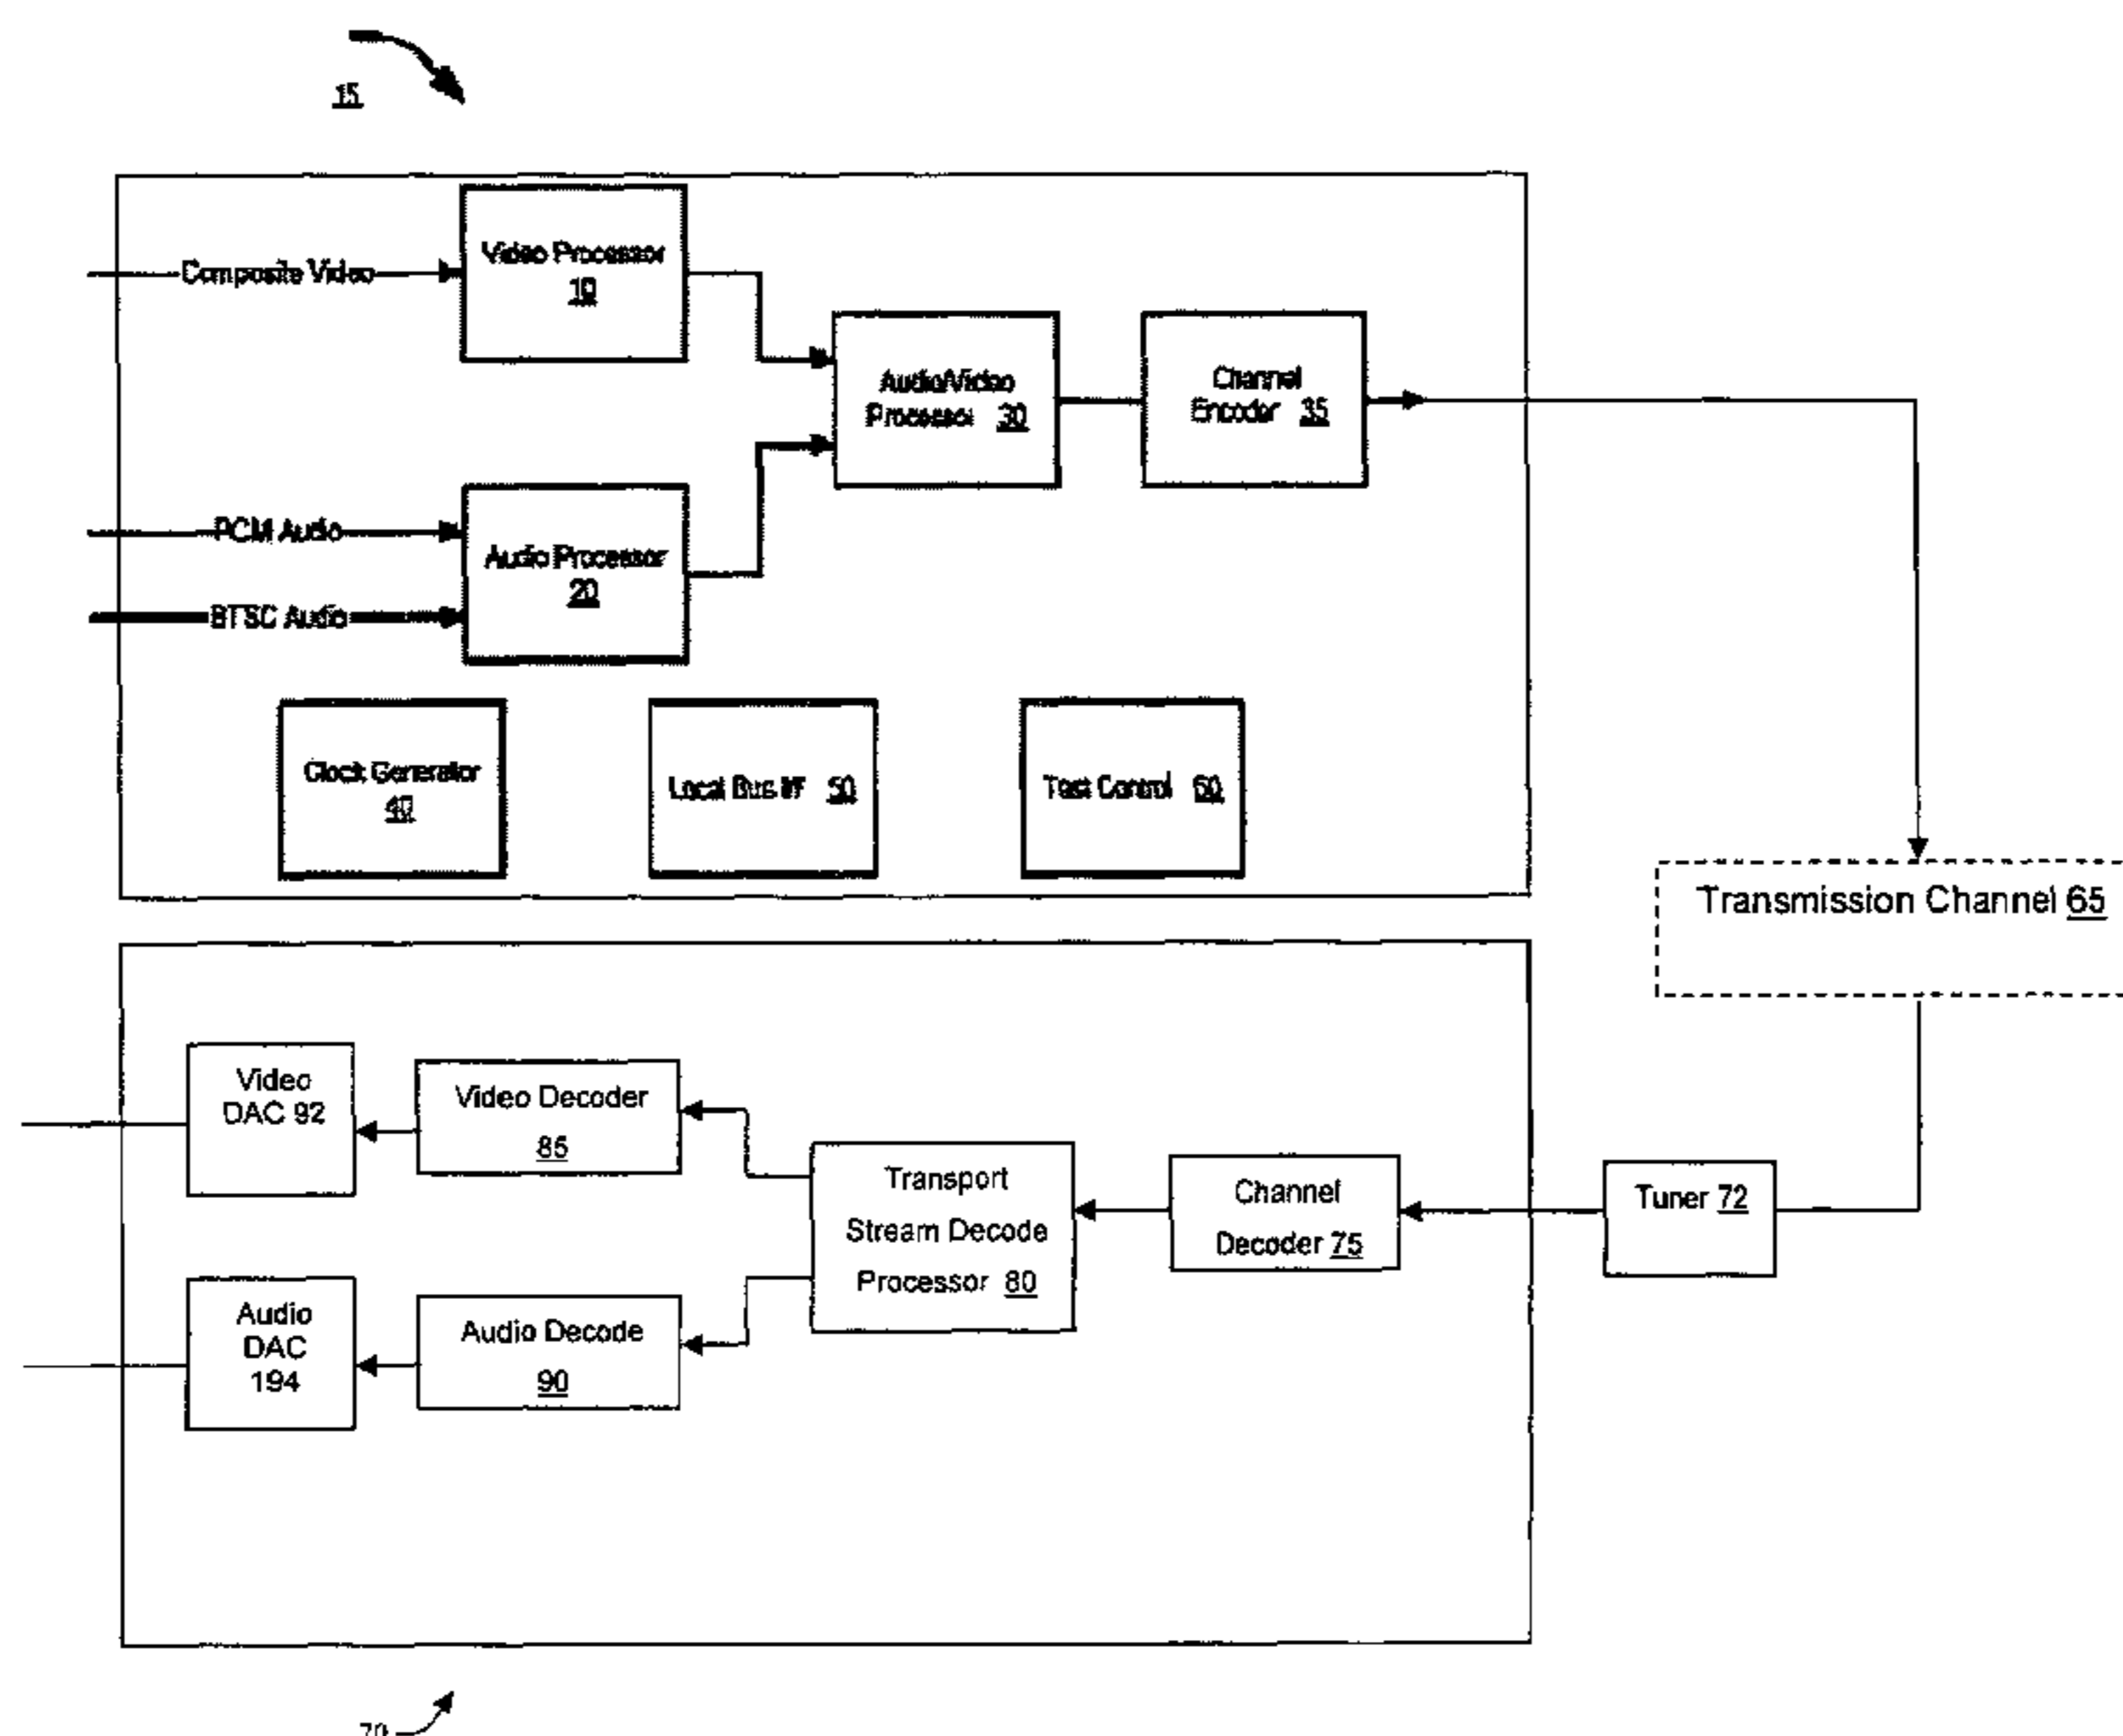 15
Composite Video
Video Processor
10
Audio/Video
Processor 30
Channel
Encoder 35
PCM Audio
BTSC Audio
Audio Processor
20
Clock Generator
40
Local Bus I/F 50
Test Control 60
Transmission Channel 65
Video
DAC 92
Video Decoder
85
Transport
Stream Decode
Processor 80
Channel
Decoder 75
Tuner 72
Audio
DAC
194
Audio Decode
90
70